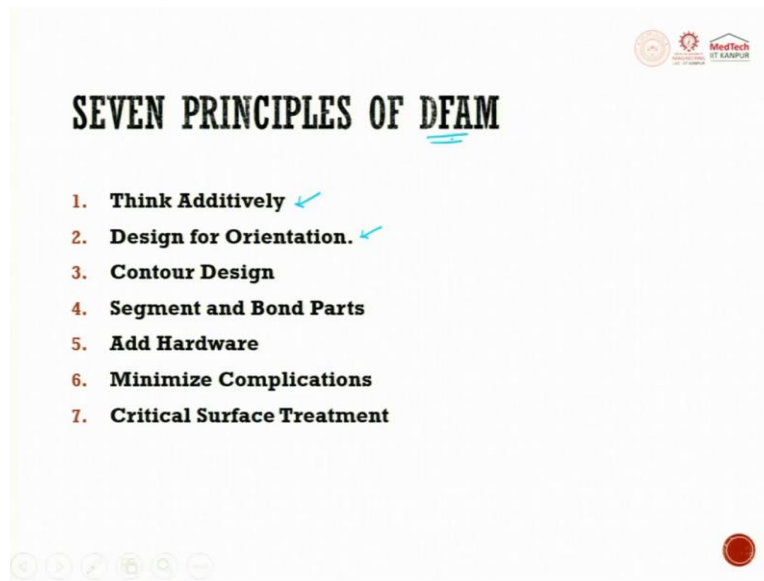 MedTech
IIT KANPUR
SEVEN PRINCIPLES OF DFAM
1. Think Additively
2. Design for Orientation.
3. Contour Design
4. Segment and Bond Parts
5. Add Hardware
6. Minimize Complications
7. Critical Surface Treatment